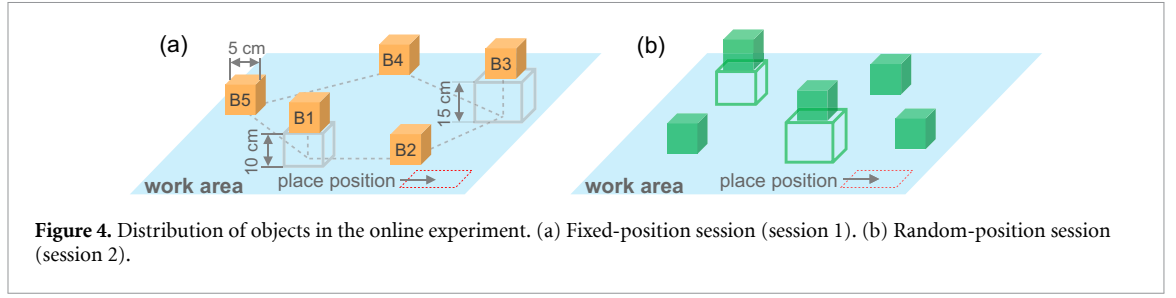 (a)
5 cm
B4
B3
B5
B1
15 cm
10 cm
B2
work area
place position
(b)
work area
place position
Figure 4. Distribution of objects in the online experiment. (a) Fixed-position session (session 1). (b) Random-position session
(session 2).